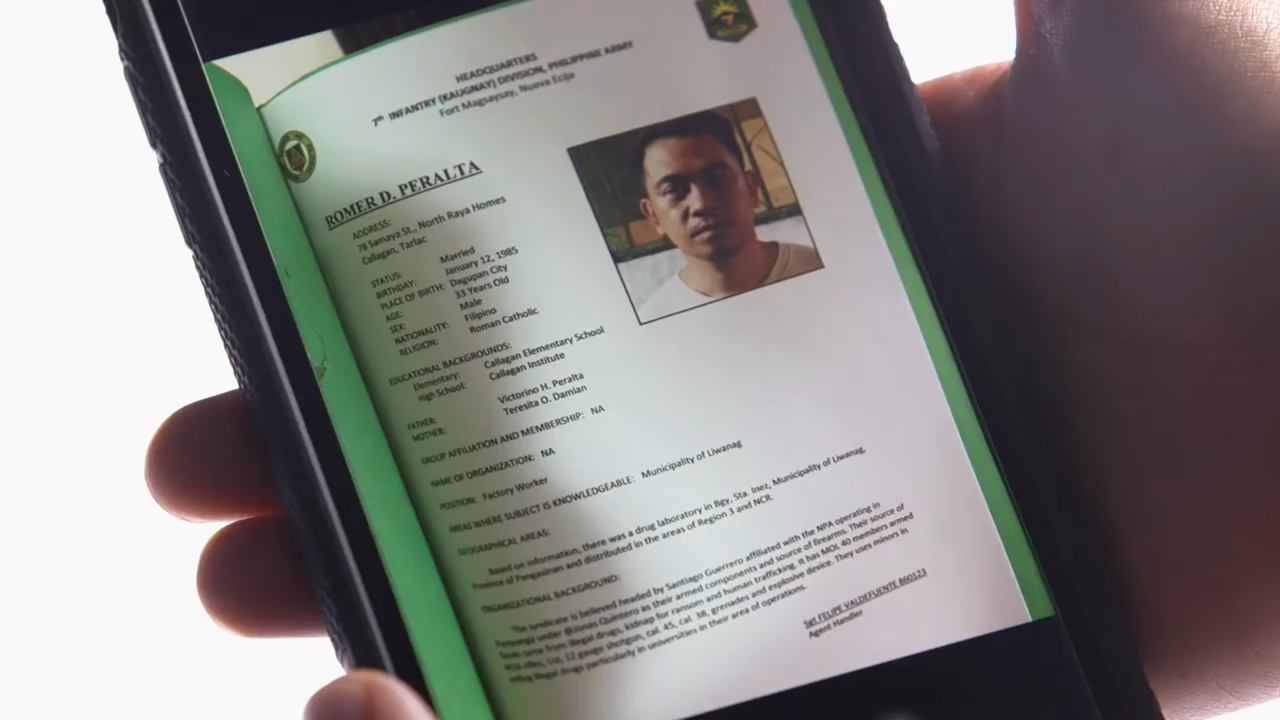 HEADQUARTERS
7th INFANTRY (KAUGNAY) DIVISION, PHILIPPINE ARMY
Fort Magsaysay, Nueva Ecija
ROMER D. PERALTA
ADDRESS:
78 Samaya St., North Raya Homes
Callagan, Tarlac
STATUS: Married
BIRTHDAY: January 12, 1985
PLACE OF BIRTH: Dagupan City
AGE: 33 Years Old
SEX: Male
NATIONALITY: Filipino
RELIGION: Roman Catholic
EDUCATIONAL BACKGROUNDS:
Elementary: Callagan Elementary School
High School: Callagan Institute
FATHER: Victorino H. Peralta
MOTHER: Teresita O. Damian
GROUP AFFILIATION AND MEMBERSHIP: NA
NAME OF ORGANIZATION: NA
POSITION: Factory Worker
AREAS WHERE SUBJECT IS KNOWLEDGEABLE: Municipality of Liwanag
GEOGRAPHICAL AREAS:
Based on information, there was a drug laboratory in Bgy, Sta. Inez, Municipality of Liwanag,
Province of Pengasinan and distributed in the areas of Region 3 and NCR.
ORGANIZATIONAL BACKGROUND:
The syndicate is believed headed by Santiago Guerrero affiliated with the NPA operating in
Pampanga under @Jonas Quintero as their armed components and source of firearms. Their source of
funds came from illegal drugs, kidnap for ransom and human trafficking. It has MOL 40 members armed
rifles, 12 gauge shotgun, cal. 45, cal. 38, grenades and explosive device. They uses minors in
selling illegal drugs particularly in universities in their area of operations.
Sgt FELIPE VALDEFUENTE 860123
Agent Handler